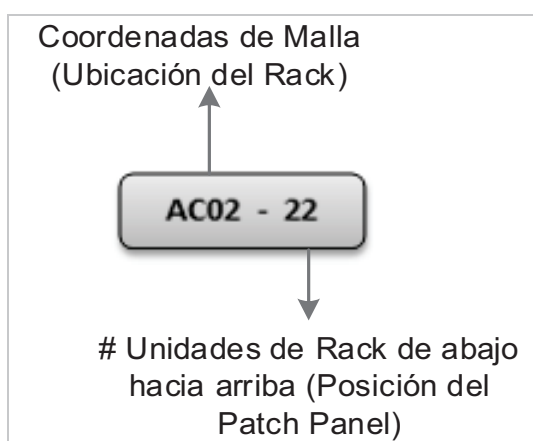 Coordenadas de Malla
(Ubicación del Rack)
AC02 - 22
# Unidades de Rack de abajo
hacia arriba (Posición del
Patch Panel)